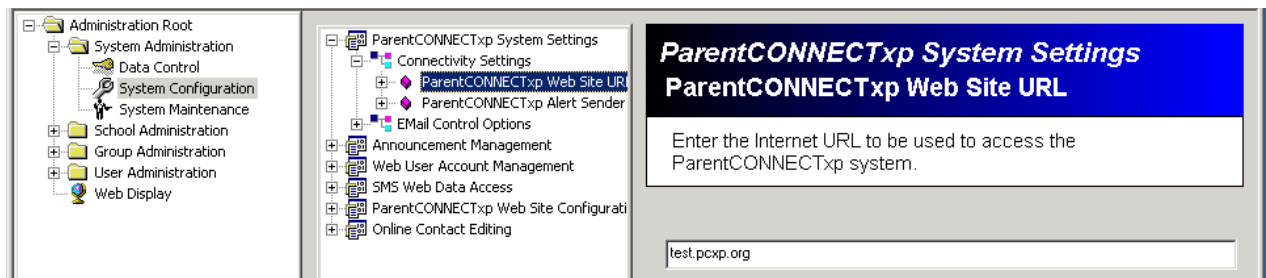 Administration Root
System Administration
Data Control
System Configuration
System Maintenance
School Administration
Group Administration
User Administration
Web Display
ParentCONNECTxp System Settings
Connectivity Settings
ParentCONNECTxp Web Site URL
ParentCONNECTxp Alert Sender
EMail Control Options
Announcement Management
Web User Account Management
SMS Web Data Access
ParentCONNECTxp Web Site Configurati
Online Contact Editing
ParentCONNECTxp System Settings
ParentCONNECTxp Web Site URL
Enter the Internet URL to be used to access the
ParentCONNECTxp system.
test.pcxp.org